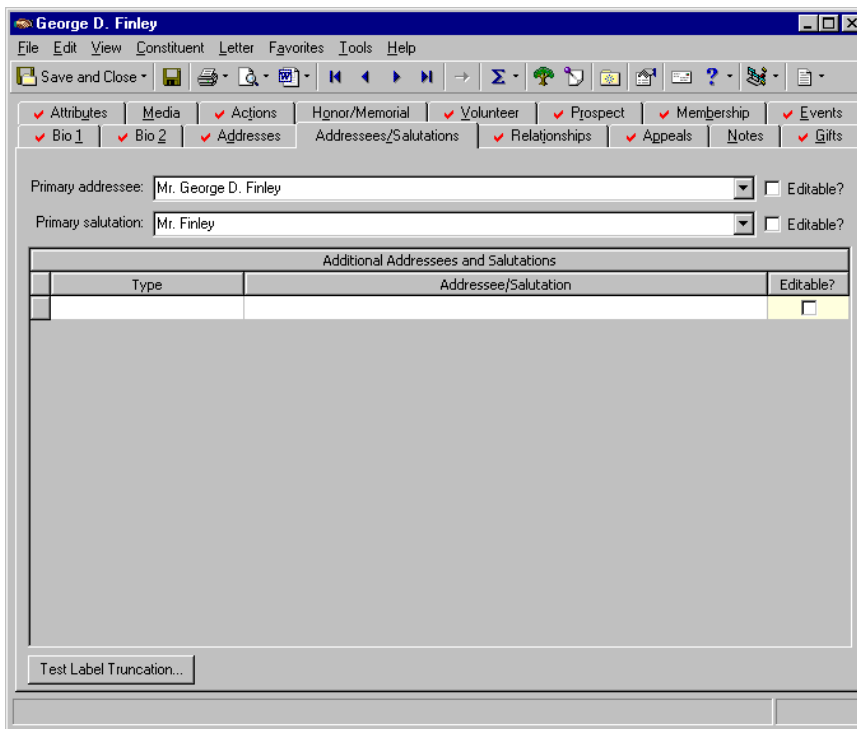 George D. Finley
File Edit View Constituent Letter Favorites Tools Help
Save and Close
Attributes Media Actions Honor/Memorial Volunteer Prospect Membership Events
Bio 1 Bio 2 Addresses Addressees/Salutations Relationships Appeals Notes Gifts
Primary addressee: Mr. George D. Finley Editable?
Primary salutation: Mr. Finley Editable?
Additional Addressees and Salutations
Type Addressee/Salutation Editable?
Test Label Truncation...